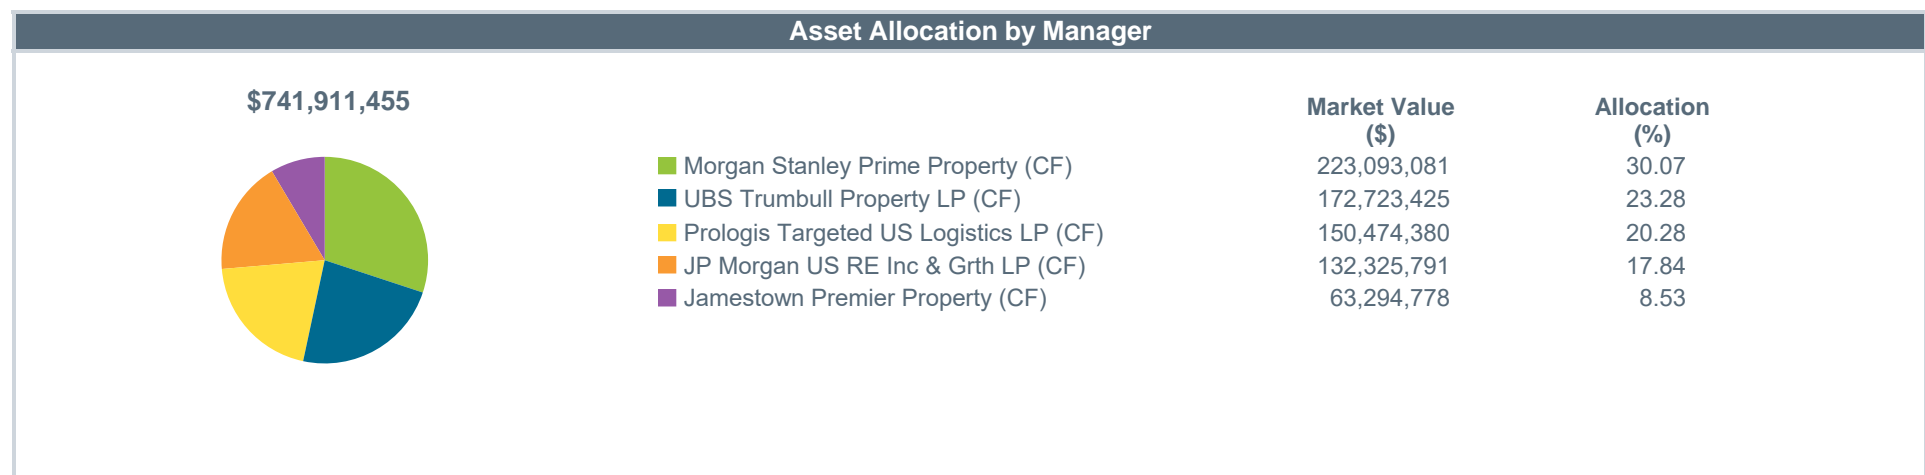 Asset Allocation by Manager
$741,911,455
Market Value ($) Allocation (%)
Morgan Stanley Prime Property (CF) 223,093,081 30.07
UBS Trumbull Property LP (CF) 172,723,425 23.28
Prologis Targeted US Logistics LP (CF) 150,474,380 20.28
JP Morgan US RE Inc & Grth LP (CF) 132,325,791 17.84
Jamestown Premier Property (CF) 63,294,778 8.53